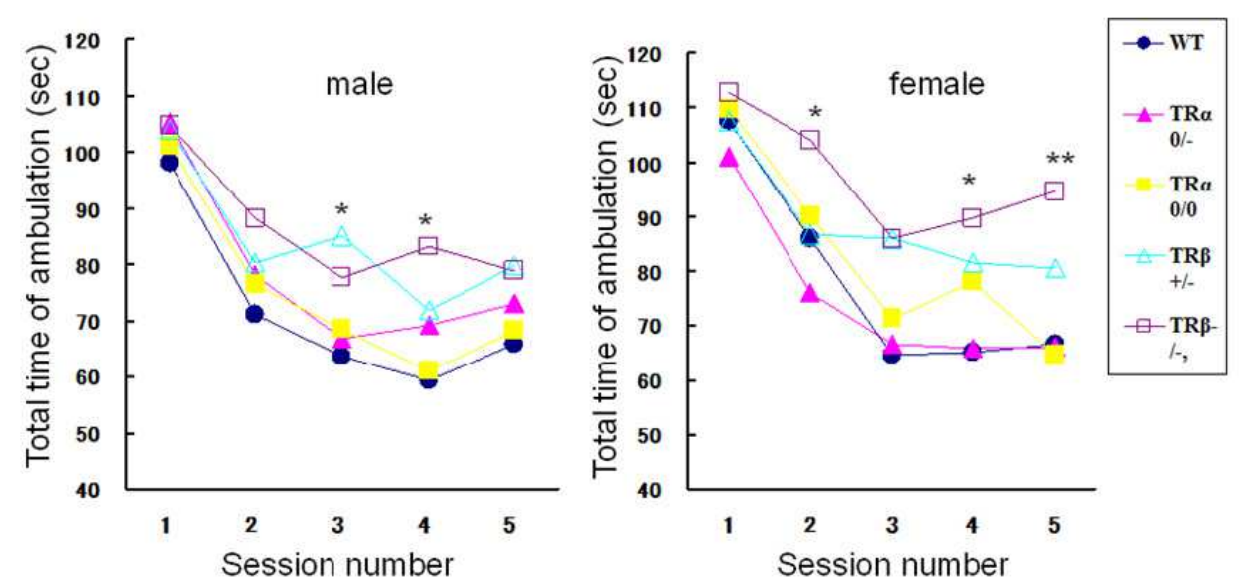 Total time of ambulation (sec)
120
110
100
90
80
70
60
50
40
male
*
*
1 2 3 4 5
Session number
Total time of ambulation (sec)
120
110
100
90
80
70
60
50
40
female
*
*
**
1 2 3 4 5
Session number
WT
TRα
0/-
TRα
0/0
TRβ
+/-
TRβ-
/-,